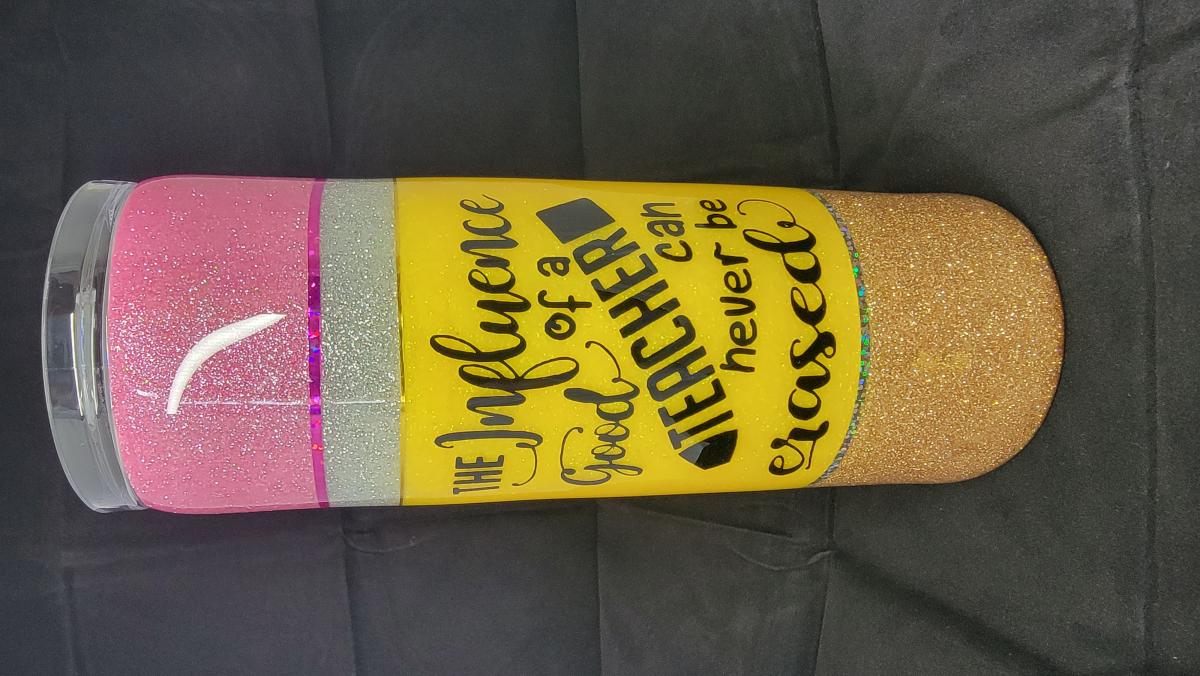 THE Influence
of a
Good
TEACHER
can
never be
erased